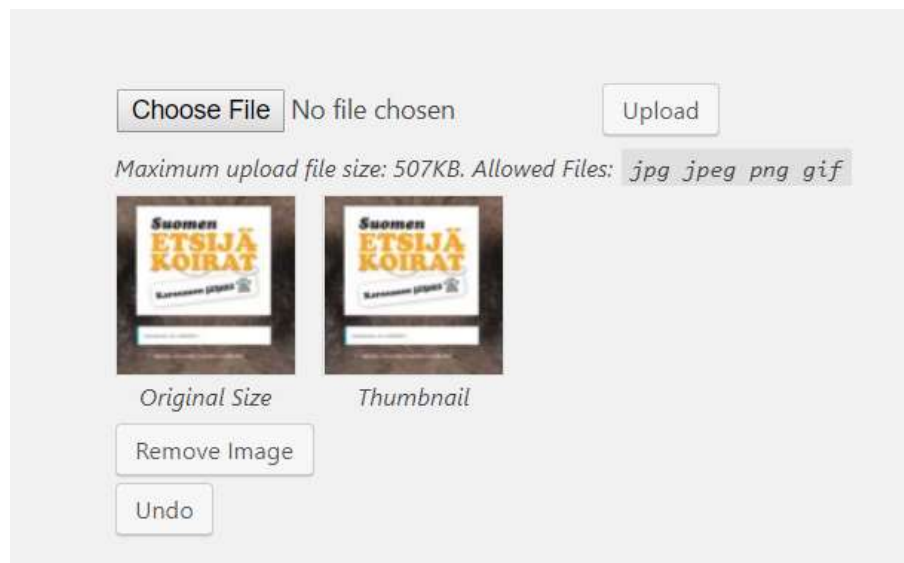 Choose File No file chosen Upload
Maximum upload file size: 507KB. Allowed Files: jpg jpeg png gif
Suomen Suomen
ETSIJÄ ETSIJÄ
KOIRAT KOIRAT
Original Size Thumbnail
Remove Image
Undo